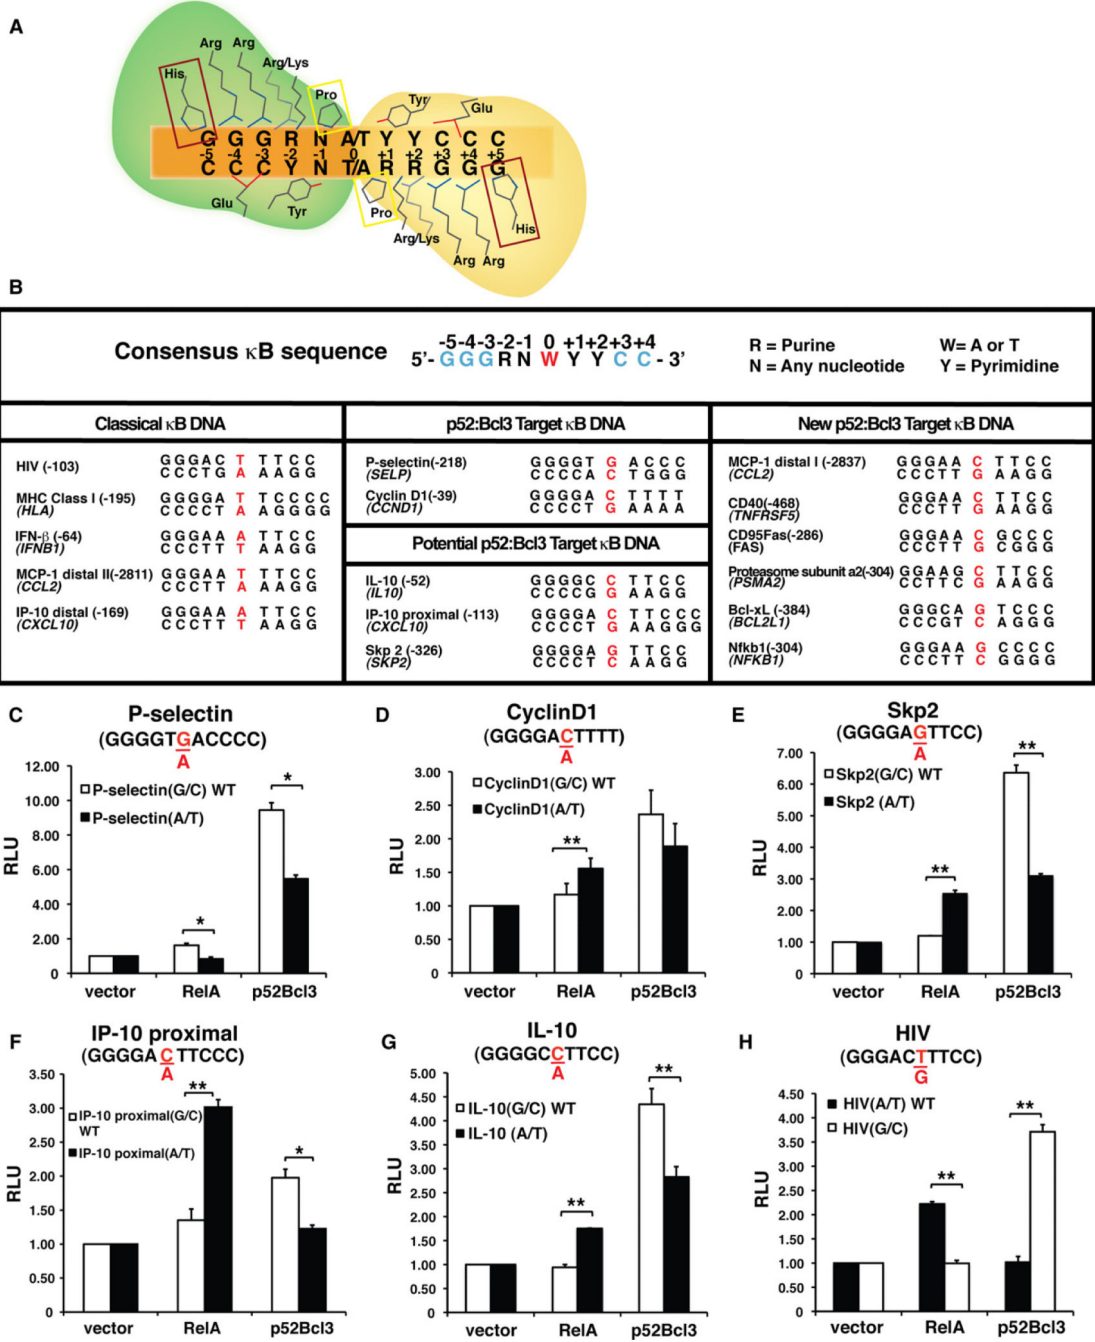 A
Arg Arg
Arg/Lys
His
Pro
Tyr
Glu
G G G R N A/T Y Y C C C
-5 -4 -3 -2 -1 0 +1 +2 +3 +4 +5
C C C Y N T/A R R G G G
Glu
Tyr
Pro
His
Arg/Lys
Arg Arg
B
-5-4-3-2-1 0 +1+2+3+4
Consensus κB sequence 5'- G G G R N W Y Y C C - 3'
R = Purine W= A or T
N = Any nucleotide Y = Pyrimidine
Classical κB DNA
HIV (-103) G G G A C T T T C C
C C C T G A A A G G
MHC Class I (-195) G G G G A T T C C C C
(HLA) C C C C T A A G G G G
IFN-β (-64) G G G A A A T T C C
(IFNB1) C C C T T T A A G G
MCP-1 distal II(-2811) G G G A A T T T C C
(CCL2) C C C T T A A A G G
IP-10 distal (-169) G G G A A A T T C C
(CXCL10) C C C T T T A A G G
p52:Bcl3 Target κB DNA
P-selectin(-218) G G G G T G A C C C
(SELP) C C C C A C T G G G
Cyclin D1(-39) G G G G A C T T T T
(CCND1) C C C C T G A A A A
Potential p52:Bcl3 Target κB DNA
IL-10 (-52) G G G G C C T T C C
(IL10) C C C C G G A A G G
IP-10 proximal (-113) G G G G A C T T C C C
(CXCL10) C C C C T G A A G G G
Skp 2 (-326) G G G G A G T T C C
(SKP2) C C C C T C A A G G
New p52:Bcl3 Target κB DNA
MCP-1 distal I (-2837) G G G A A C T T C C
(CCL2) C C C T T G A A G G
CD40(-468) G G G A A C T T C C
(TNFRSF5) C C C T T G A A G G
CD95Fas(-286) G G G A A C G C C C
(FAS) C C C T T G C G G G
Proteasome subunit a2(-304) G G A A G C T T C C
(PSMA2) C C T T C G A A G G
Bcl-xL (-384) G G G C A G T C C C
(BCL2L1) C C C G T C A G G G
Nfkb1(-304) G G G A A G C C C C
(NFKB1) C C C T T C G G G G
C
P-selectin
(GGGGTGACCCC)
A
12.00
10.00
8.00
6.00
4.00
2.00
0
RLU
P-selectin(G/C) WT
P-selectin(A/T)
*
*
vector RelA p52Bcl3
D
CyclinD1
(GGGGACTTTT)
A
3.00
2.50
2.00
1.50
1.00
0.50
0
RLU
CyclinD1(G/C) WT
CyclinD1(A/T)
**
vector RelA p52Bcl3
E
Skp2
(GGGGAGTTCC)
A
7.00
6.00
5.00
4.00
3.00
2.00
1.00
0
RLU
Skp2(G/C) WT
Skp2 (A/T)
**
**
vector RelA p52Bcl3
F
IP-10 proximal
(GGGGA C TTCCC)
A
3.50
3.00
2.50
2.00
1.50
1.00
0.50
0
RLU
IP-10 proximal(G/C)
WT
IP-10 poximal(A/T)
**
*
vector RelA p52Bcl3
G
IL-10
(GGGGCCTTCC)
A
5.00
4.50
4.00
3.50
3.00
2.50
2.00
1.50
1.00
0.50
0
RLU
IL-10(G/C) WT
IL-10 (A/T)
**
**
vector RelA p52Bcl3
H
HIV
(GGGACTTTCC)
G
4.50
4.00
3.50
3.00
2.50
2.00
1.50
1.00
0.50
0
RLU
HIV(A/T) WT
HIV(G/C)
**
**
vector RelA p52Bcl3